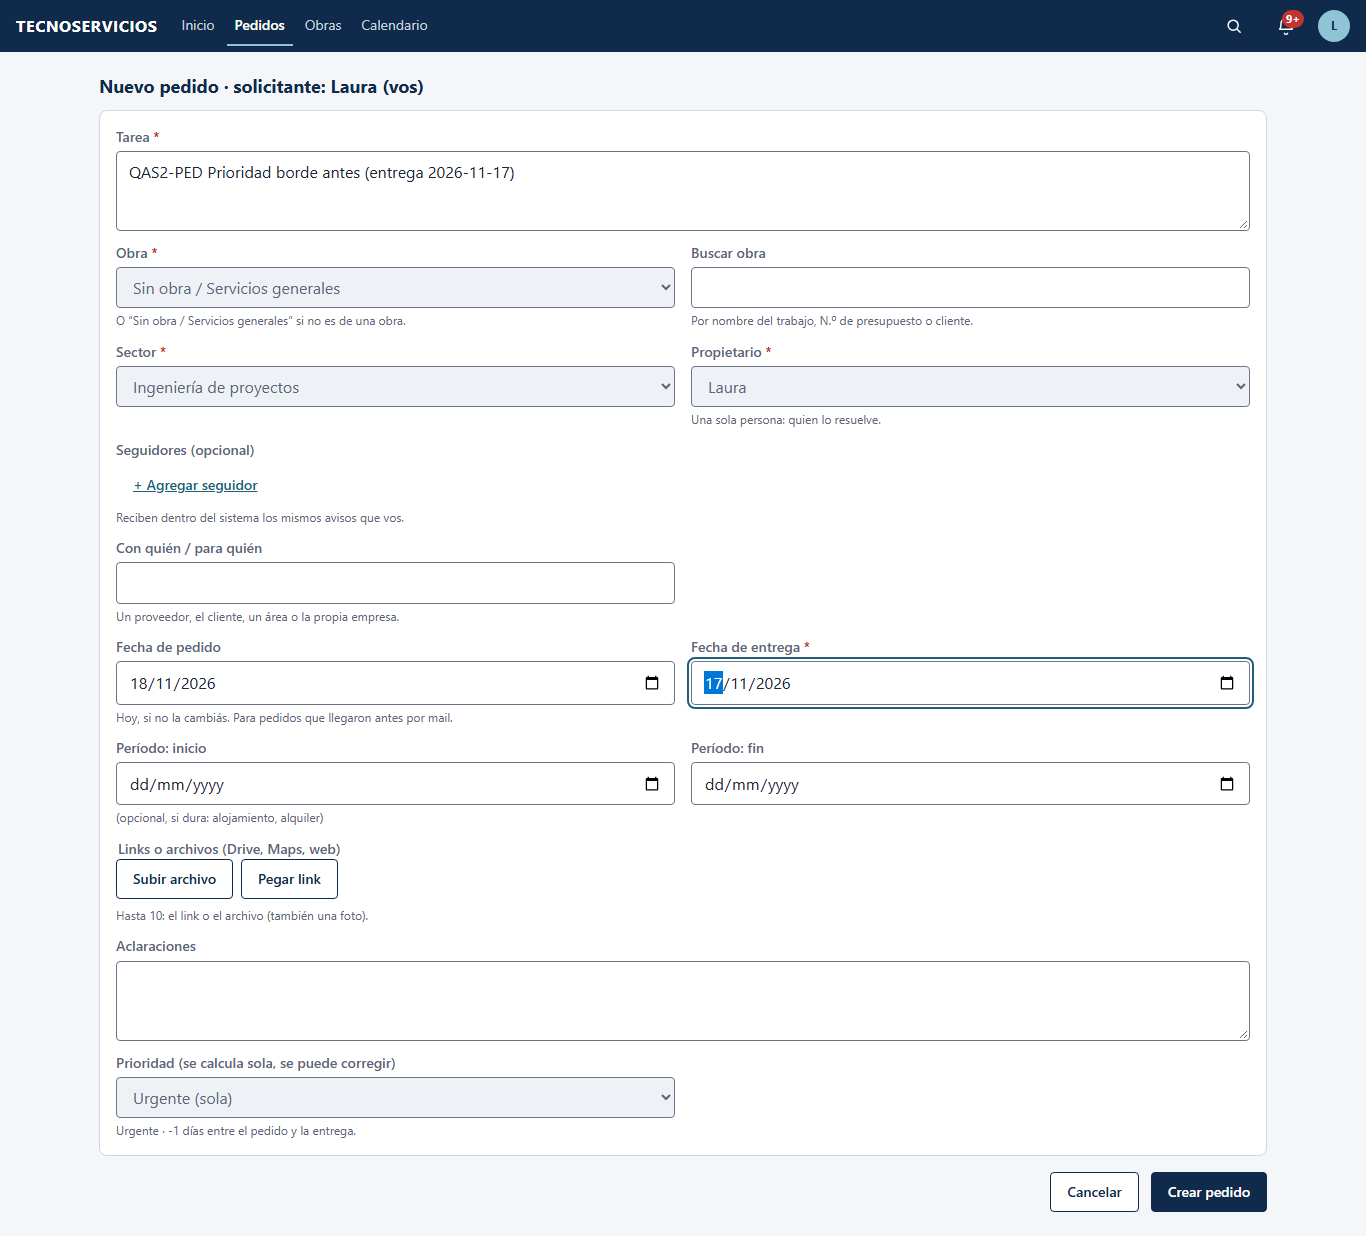 TECNOSERVICIOS Inicio Pedidos Obras Calendario 9+ L
Nuevo pedido · solicitante: Laura (vos)
Tarea *
QAS2-PED Prioridad borde antes (entrega 2026-11-17)
Obra * Buscar obra
Sin obra / Servicios generales
O "Sin obra / Servicios generales" si no es de una obra. Por nombre del trabajo, N.º de presupuesto o cliente.
Sector * Propietario *
Ingeniería de proyectos Laura
Una sola persona: quien lo resuelve.
Seguidores (opcional)
+ Agregar seguidor
Reciben dentro del sistema los mismos avisos que vos.
Con quién / para quién
Un proveedor, el cliente, un área o la propia empresa.
Fecha de pedido Fecha de entrega *
18/11/2026 17/11/2026
Hoy, si no la cambiás. Para pedidos que llegaron antes por mail.
Período: inicio Período: fin
dd/mm/yyyy dd/mm/yyyy
(opcional, si dura: alojamiento, alquiler)
Links o archivos (Drive, Maps, web)
Subir archivo Pegar link
Hasta 10: el link o el archivo (también una foto).
Aclaraciones
Prioridad (se calcula sola, se puede corregir)
Urgente (sola)
Urgente · -1 días entre el pedido y la entrega.
Cancelar Crear pedido